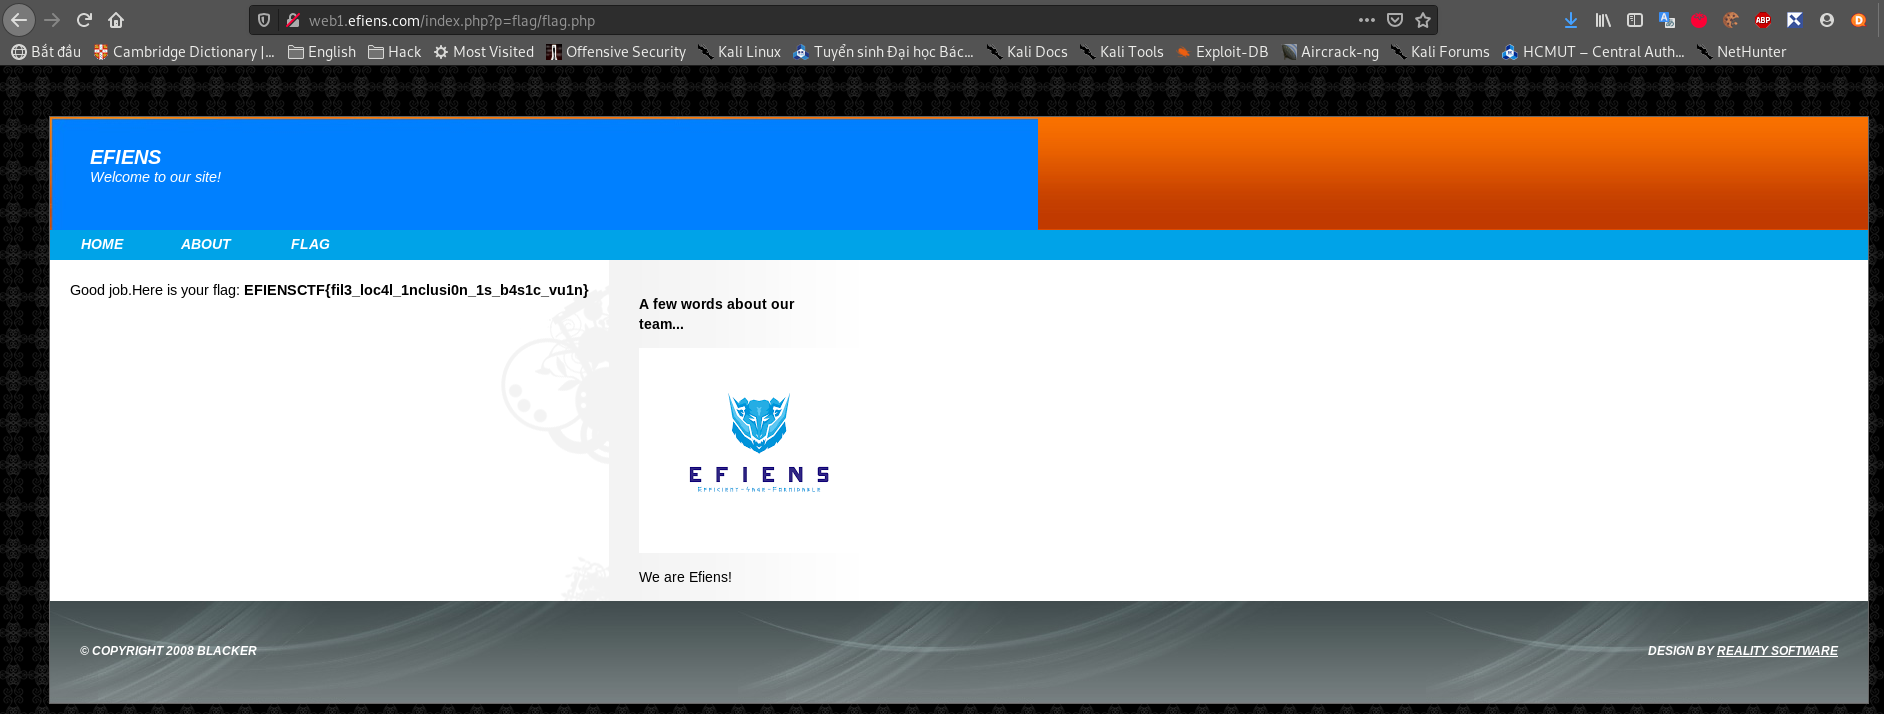 web1.efiens.com/index.php?p=flag/flag.php
ABP
Bắt đầu Cambridge Dictionary |... English Hack Most Visited Offensive Security Kali Linux Tuyển sinh Đại học Bác... Kali Docs Kali Tools Exploit-DB Aircrack-ng Kali Forums HCMUT – Central Auth... NetHunter
EFIENS
Welcome to our site!
HOME ABOUT FLAG
Good job.Here is your flag: EFIENSCTF{fil3_loc4l_1nclusi0n_1s_b4s1c_vu1n}
A few words about our
team...
EFIENS
We are Efiens!
© COPYRIGHT 2008 BLACKER
DESIGN BY REALITY SOFTWARE